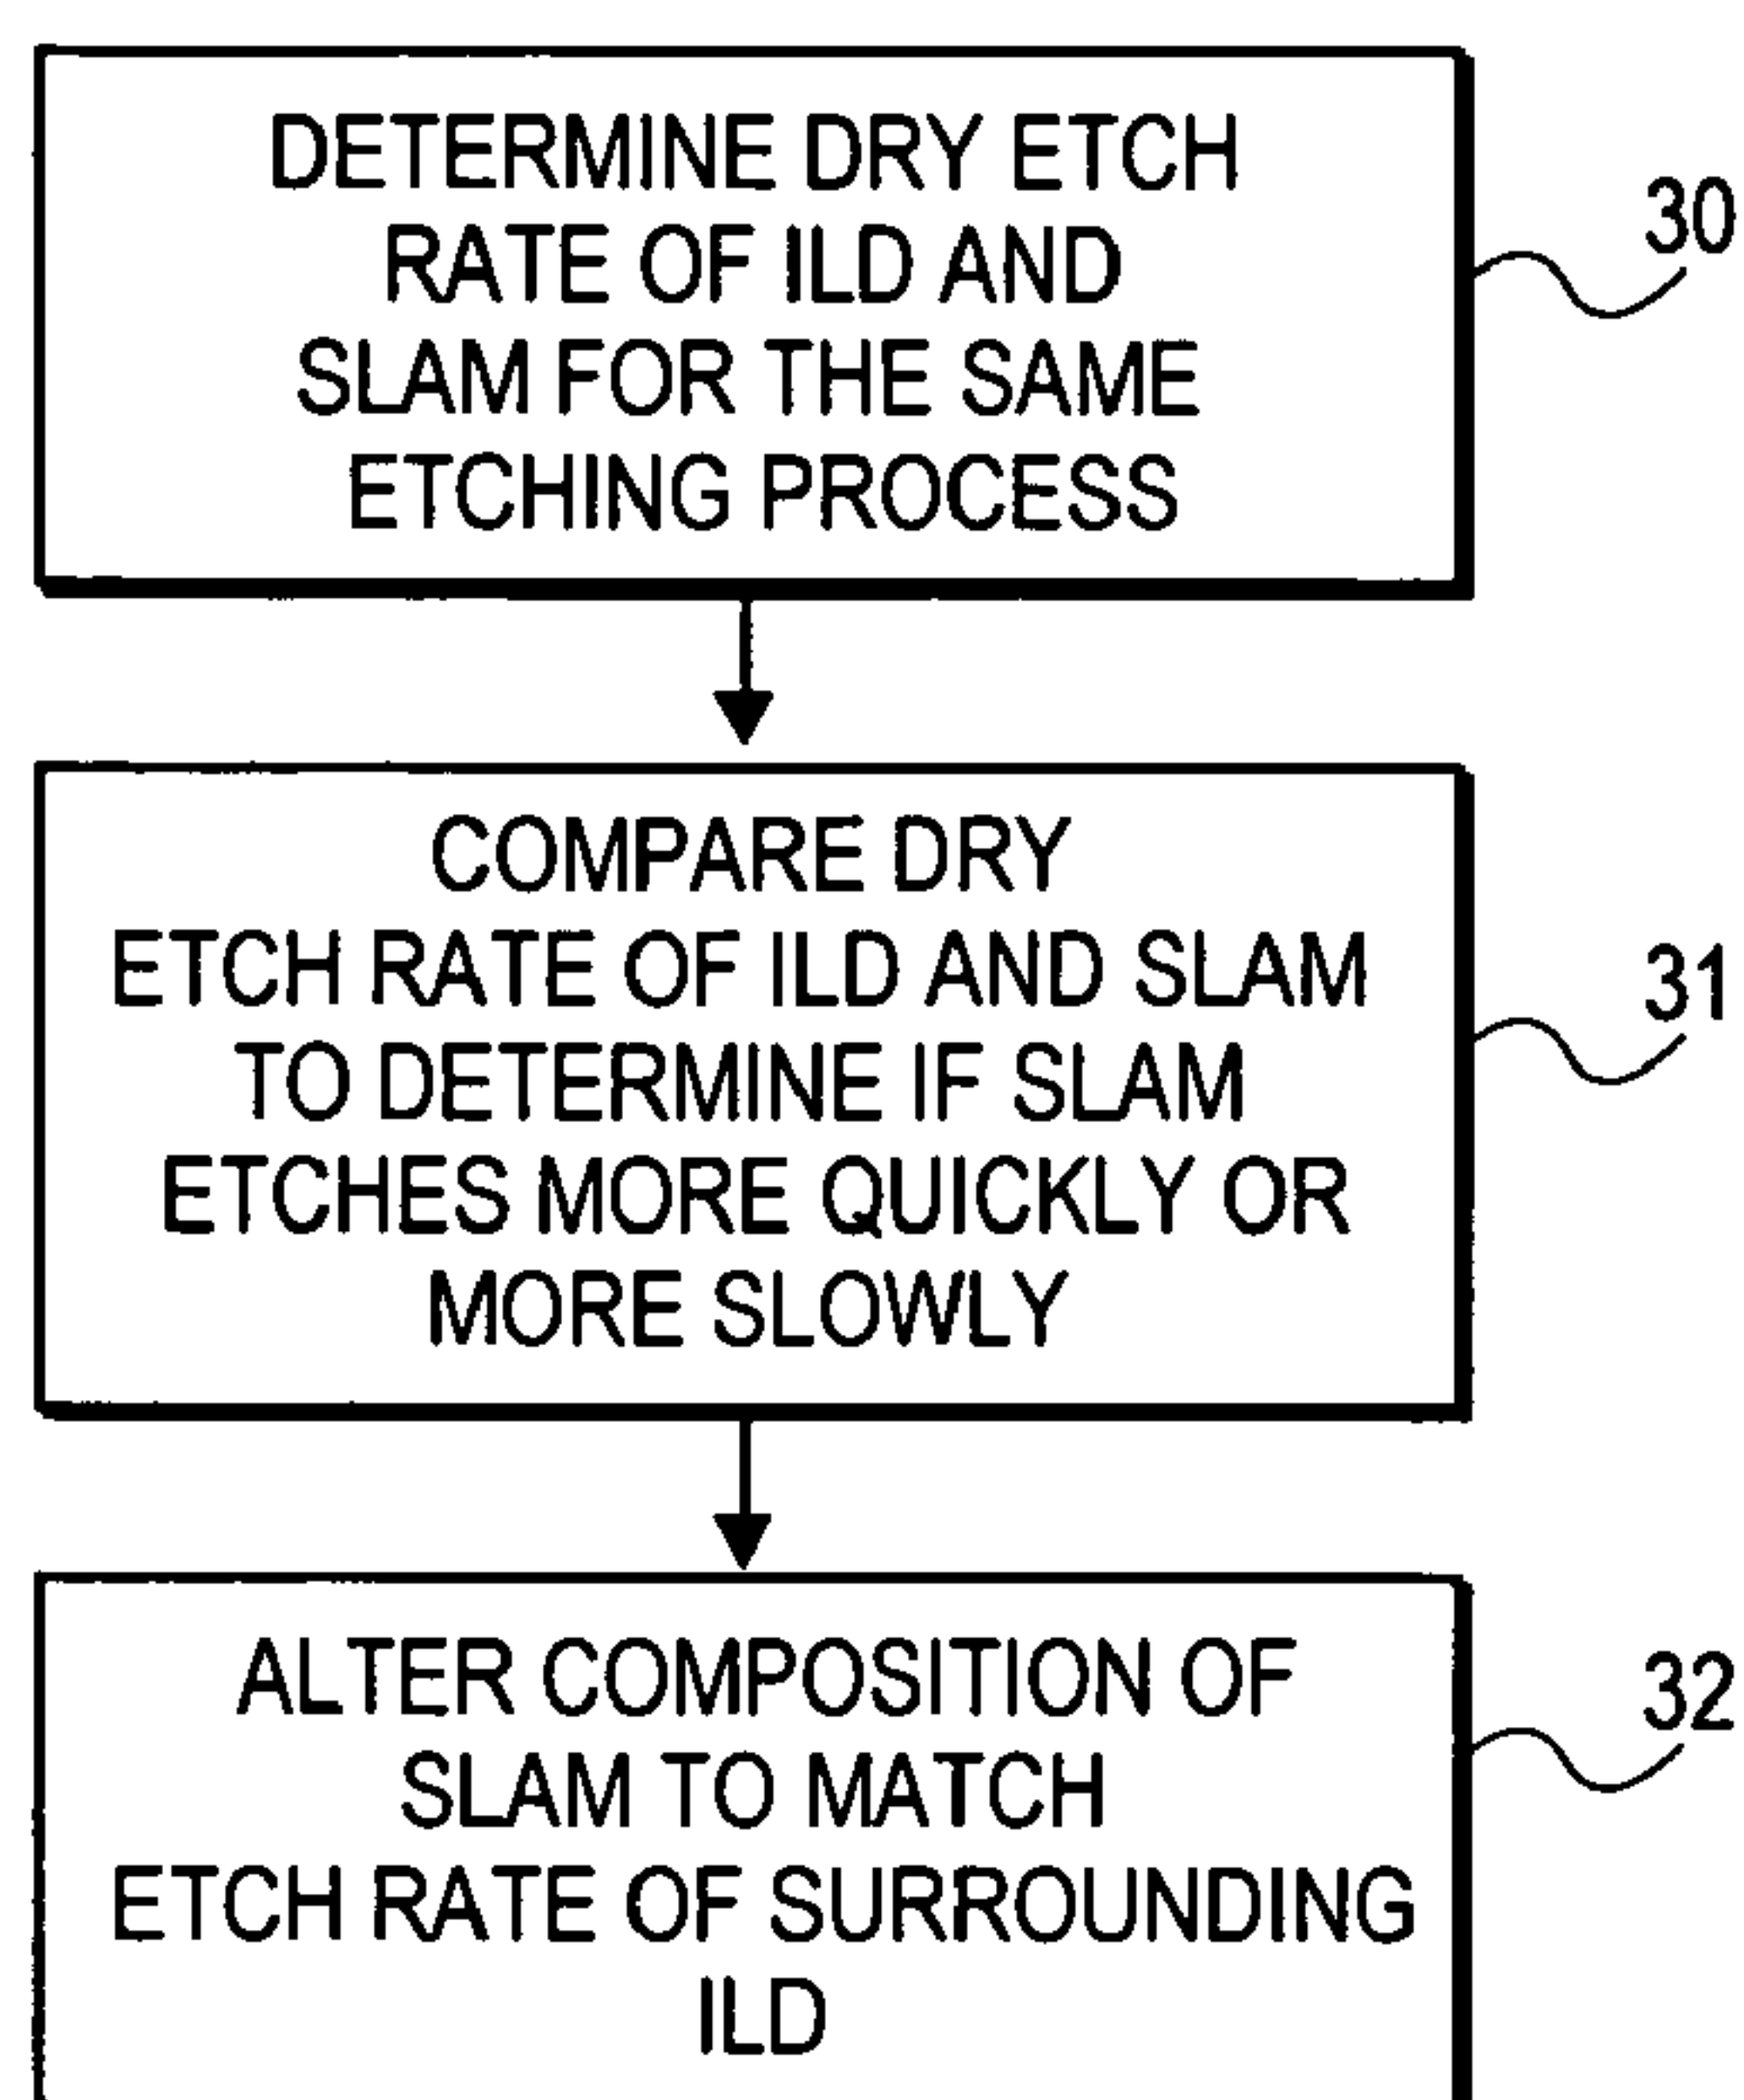 DETERMINE DRY ETCH
RATE OF ILD AND
SLAM FOR THE SAME
ETCHING PROCESS
30
COMPARE DRY
ETCH RATE OF ILD AND SLAM
TO DETERMINE IF SLAM
ETCHES MORE QUICKLY OR
MORE SLOWLY
31
ALTER COMPOSITION OF
SLAM TO MATCH
ETCH RATE OF SURROUNDING
ILD
32